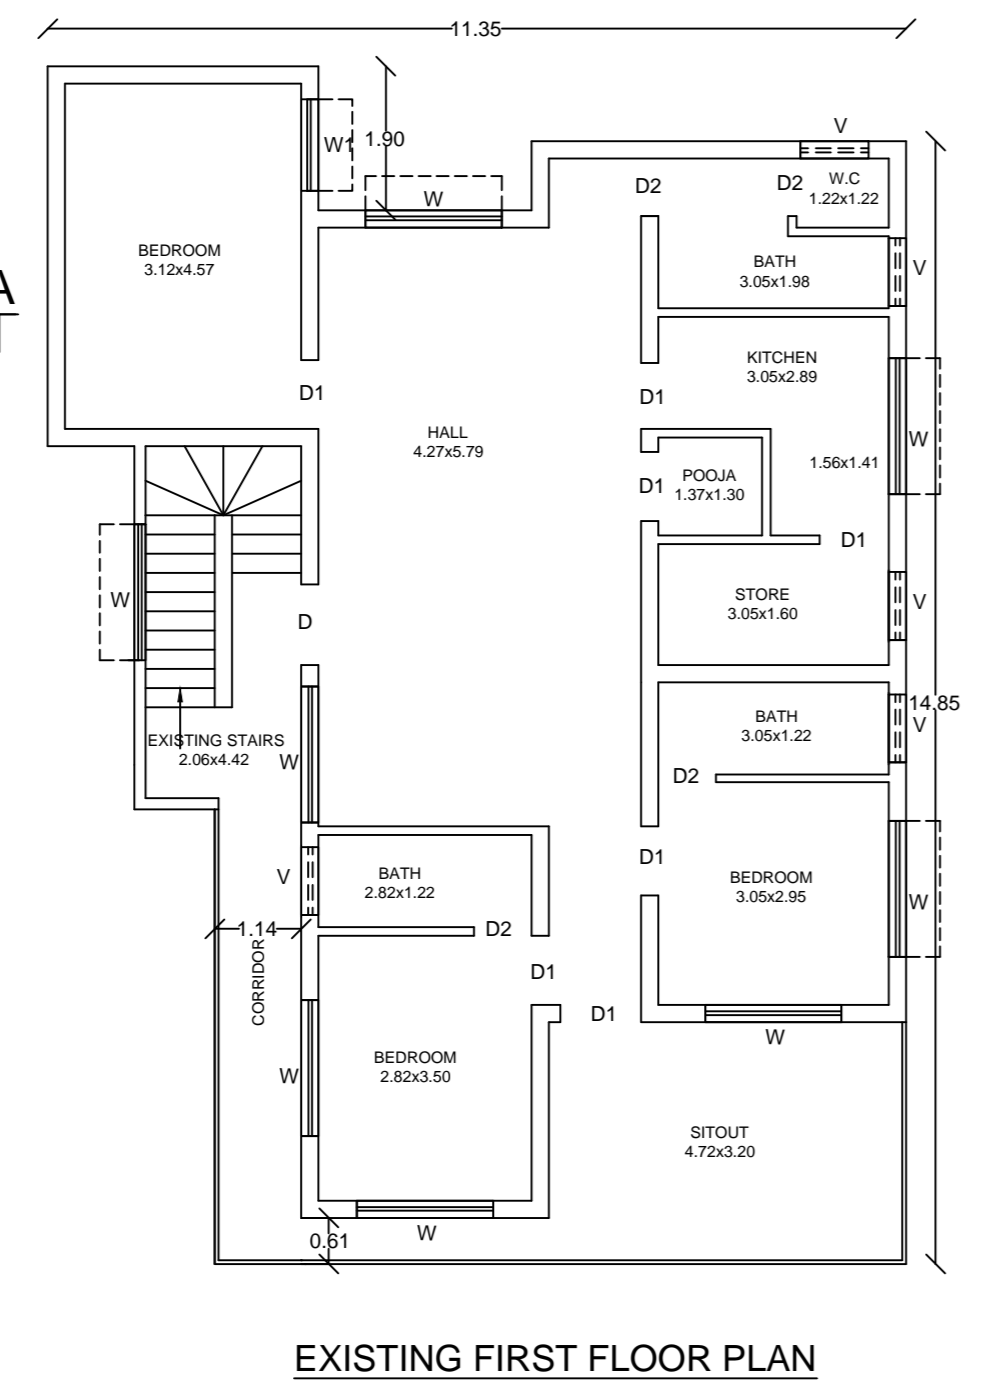 11.35
V
W1
1.90
D2
D2
W.C
1.22x1.22
W
BEDROOM
3.12x4.57
BATH
3.05x1.98
V
A
KITCHEN
3.05x2.89
D1
D1
HALL
4.27x5.79
W
1.56x1.41
POOJA
1.37x1.30
D1
D1
W
STORE
3.05x1.60
V
D
14.85
BATH
3.05x1.22
V
EXISTING STAIRS
2.06x4.42
W
D2
D1
V
BATH
2.82x1.22
BEDROOM
3.05x2.95
W
1.14
D2
CORRIDOR
D1
D1
W
BEDROOM
2.82x3.50
W
SITOUT
4.72x3.20
0.61
W
EXISTING FIRST FLOOR PLAN